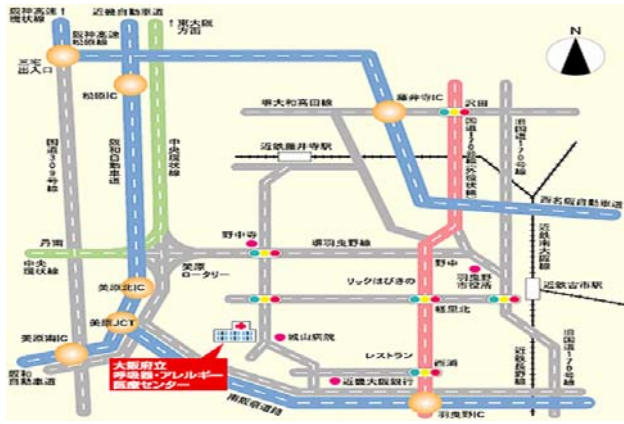 阪神高速
環状線
近畿自動車道
↑東大阪
方面
N
阪神高速
松原線
三宅
出入口
松原IC
藤井寺IC
堺大和高田線
沢田
国道309号線
阪和自動車道
中央環状線
近鉄藤井寺駅
国道170号線(外環状線)
旧国道170号線
西名阪自動車道
近鉄南大阪線
丹南
中央
環状線
野中寺
堺羽曳野線
美原
ロータリー
野中
羽曳野
市役所
近鉄古市駅
美原北IC
リックはびきの
軽里北
美原JCT
美原南IC
城山病院
レストラン
西浦
阪和
自動車道
大阪府立
呼吸器・アレルギー
医療センター
近畿大阪銀行
南阪奈道路
羽曳野IC
近鉄長野線
旧国道170号線